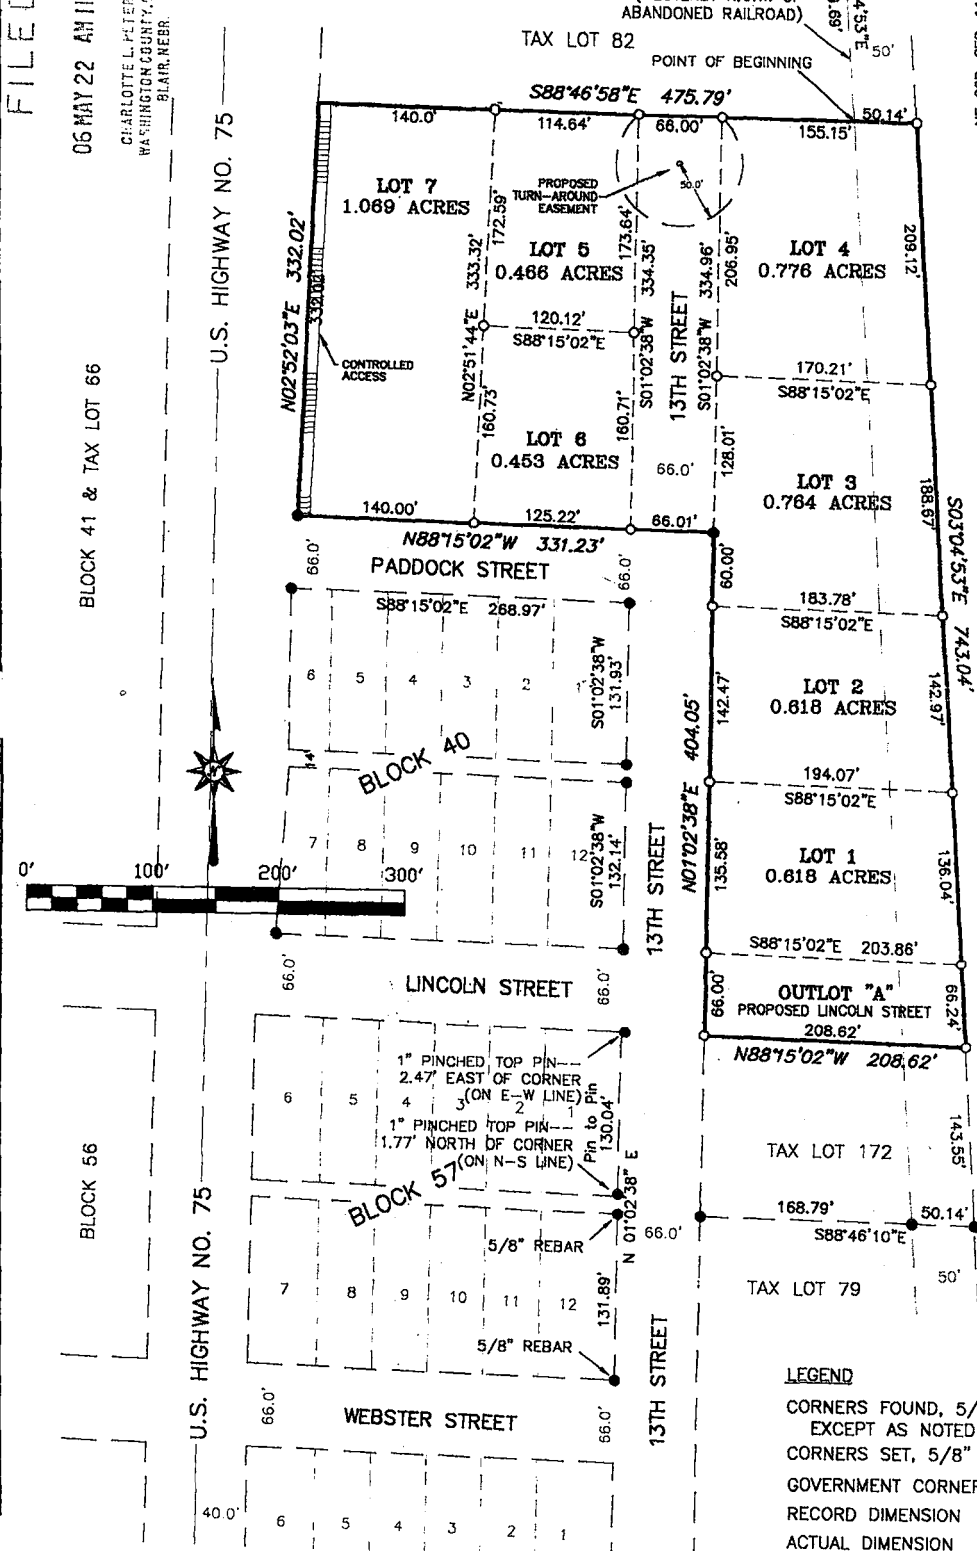 FILE
06 MAY 22 AM 11
CHARLOTTE L. PETER
WASHINGTON COUNTY,
BLAIR, NEBR.
ABANDONED RAILROAD)
TAX LOT 82
50'
POINT OF BEGINNING
S88°46'58"E 475.79'
140.0'
114.64'
66.00'
155.15'
50.14'
U.S. HIGHWAY NO. 75
LOT 7
1.069 ACRES
PROPOSED
TURN-AROUND
EASEMENT
50.0'
N02°52'03"E 332.02'
332.02'
CONTROLLED
ACCESS
172.59'
N02°51'44"E 333.32'
160.73'
LOT 5
0.466 ACRES
173.64'
120.12'
S88°15'02"E
S01°02'38"W 334.35'
160.71'
13TH STREET
S01°02'38"W 334.96'
206.95'
LOT 4
0.776 ACRES
209.12'
170.21'
S88°15'02"E
LOT 6
0.453 ACRES
66.0'
128.01'
LOT 3
0.764 ACRES
188.67'
S03°04'53"E 743.04'
140.00'
125.22'
66.01'
N88°15'02"W 331.23'
BLOCK 41 & TAX LOT 66
66.0'
PADDOCK STREET
66.0'
60.00'
S88°15'02"E 268.97'
183.78'
S88°15'02"E
6 5 4 3 2 1
S01°02'38"W
131.93'
LOT 2
0.618 ACRES
142.47'
142.97'
N01°02'38"E 404.05'
14'
BLOCK 40
194.07'
S88°15'02"E
7 8 9 10 11 12
S01°02'38"W
132.14'
13TH STREET
135.58'
LOT 1
0.618 ACRES
136.04'
0' 100' 200' 300'
S88°15'02"E 203.86'
66.0'
LINCOLN STREET
66.0'
66.00'
OUTLOT "A"
PROPOSED LINCOLN STREET
208.62'
66.24'
N88°15'02"W 208.62'
1" PINCHED TOP PIN--
2.47' EAST OF CORNER
(ON E-W LINE)
6 5 4 3 2 1
1" PINCHED TOP PIN--
1.77' NORTH OF CORNER
(ON N-S LINE)
Pin to Pin
130.04'
TAX LOT 172
143.55'
BLOCK 56
BLOCK 57
U.S. HIGHWAY NO. 75
N 01°02'38" E
5/8" REBAR
66.0'
168.79'
50.14'
S88°46'10"E
7 8 9 10 11 12
131.89'
TAX LOT 79
50'
5/8" REBAR
13TH STREET
66.0'
WEBSTER STREET
66.0'
40.0'
6 5 4 3 2 1
LEGEND
CORNERS FOUND, 5/
EXCEPT AS NOTED
CORNERS SET, 5/8"
GOVERNMENT CORNER
RECORD DIMENSION
ACTUAL DIMENSION